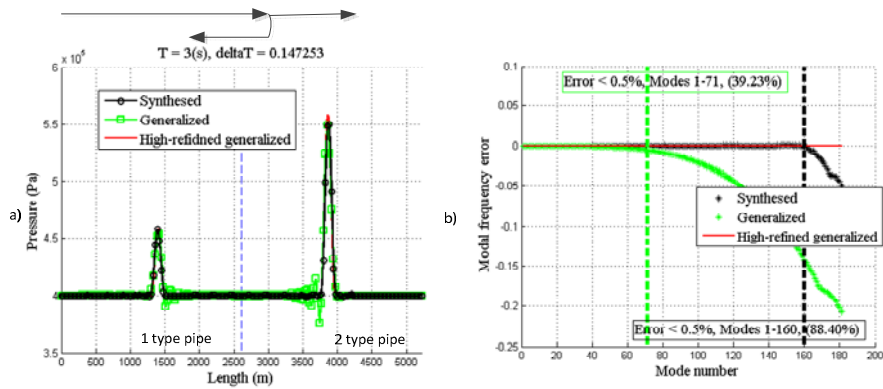 T = 3(s), deltaT = 0.147253
× 10⁵
6
5.5
5
4.5
4
3.5
Pressure (Pa)
a)
Synthesed
Generalized
High-refidned generalized
1 type pipe
2 type pipe
0 500 1000 1500 2000 2500 3000 3500 4000 4500 5000
Length (m)
b)
Modal frequency error
0.1
0.05
0
-0.05
-0.1
-0.15
-0.2
-0.25
Error < 0.5%, Modes 1-71, (39.23%)
Synthesed
Generalized
High-refined generalized
Error < 0.5%, Modes 1-160, (88.40%)
0 20 40 60 80 100 120 140 160 180 200
Mode number